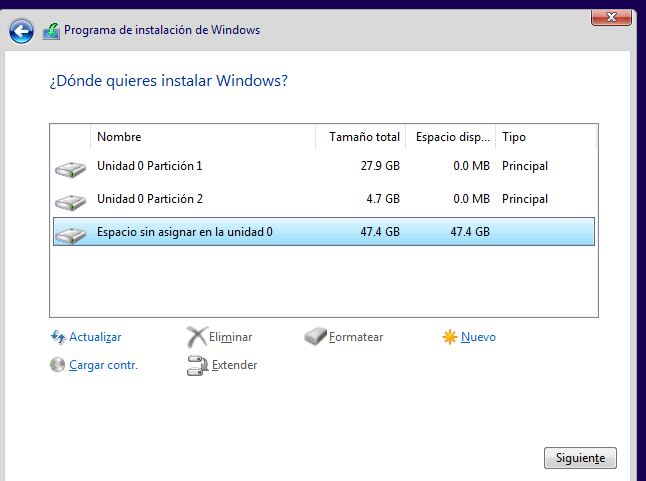 Programa de instalación de Windows
¿Dónde quieres instalar Windows?
Nombre Tamaño total Espacio disp... Tipo
Unidad 0 Partición 1 27.9 GB 0.0 MB Principal
Unidad 0 Partición 2 4.7 GB 0.0 MB Principal
Espacio sin asignar en la unidad 0 47.4 GB 47.4 GB
Actualizar Eliminar Formatear Nuevo
Cargar contr. Extender
Siguiente